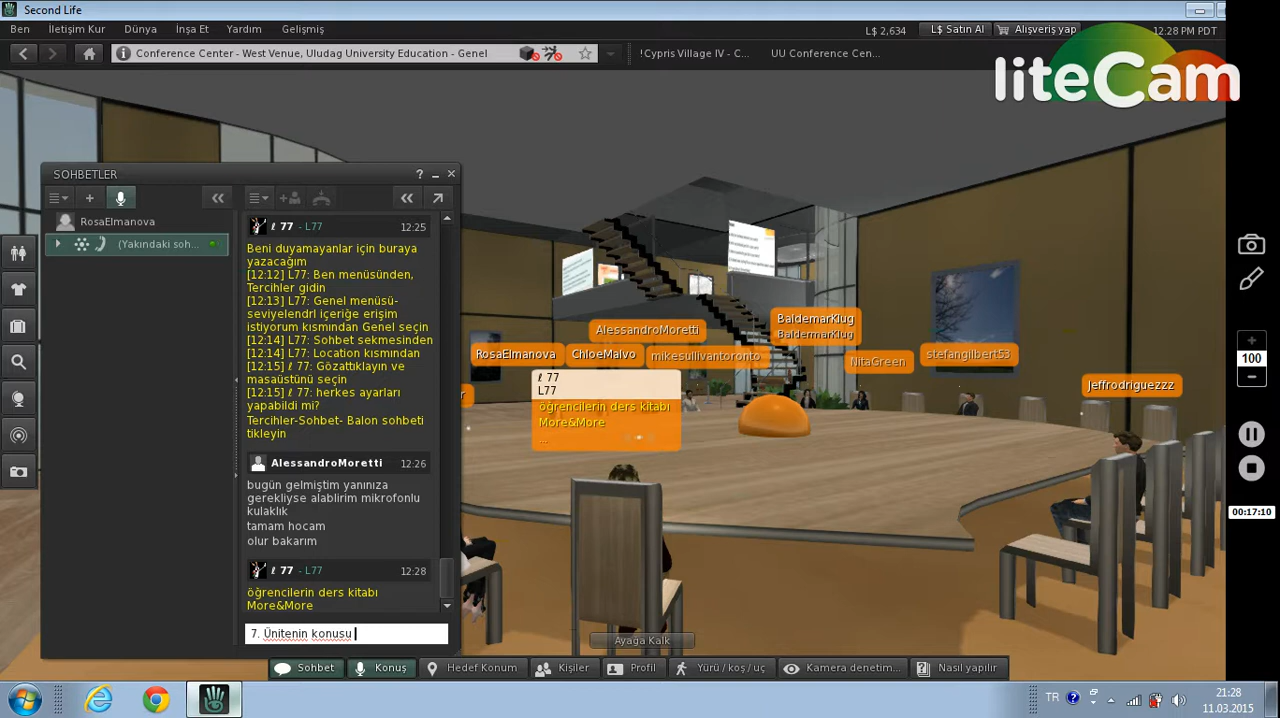 Second Life
Ben İletişim Kur Dünya İnşa Et Yardım Gelişmiş
L$ 2,634 L$ Satın Al Alışveriş yap 12:28 PM PDT
Conference Center - West Venue, Uludag University Education - Genel
!Cypris Village IV - C... UU Conference Cen...
liteCam
SOHBETLER
RosaElmanova
(Yakındaki soh...
ℓ 77 - L77 12:25
Beni duyamayanlar için buraya
yazacağım
[12:12] L77: Ben menüsünden,
Tercihler gidin
[12:13] L77: Genel menüsü-
seviyelendrI içeriğe erişim
istiyorum kısmından Genel seçin
[12:14] L77: Sohbet sekmesinden
[12:14] L77: Location kısmından
[12:15] ℓ 77: Gözattıklayın ve
masaüstünü seçin
[12:15] ℓ 77: herkes ayarları
yapabildi mi?
Tercihler-Sohbet- Balon sohbeti
tikleyin
AlessandroMoretti 12:26
bugün gelmiştim yanınıza
gerekliyse alablirim mikrofonlu
kulaklık
tamam hocam
olur bakarım
ℓ 77 - L77 12:28
öğrencilerin ders kitabı
More&More
7. Ünitenin konusu
AlessandroMoretti
BaldemarKlug
BaldemarKlug
RosaElmanova
ChloeMalvo
mikesullivantoronto
NitaGreen
stefangilbert53
Jeffrodriguezzz
ℓ 77
L77
öğrencilerin ders kitabı
More&More
...
Ayağa Kalk
Sohbet Konuş Hedef Konum Kişiler Profil Yürü / koş / uç Kamera denetim... Nasıl yapılır
100
00:17:10
TR
21:28
11.03.2015